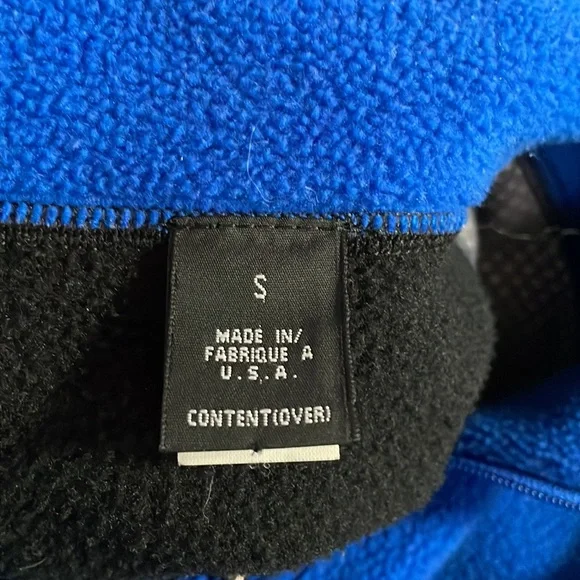 S
MADE IN/
FABRIQUE A
U.S.A.
CONTENT(OVER)